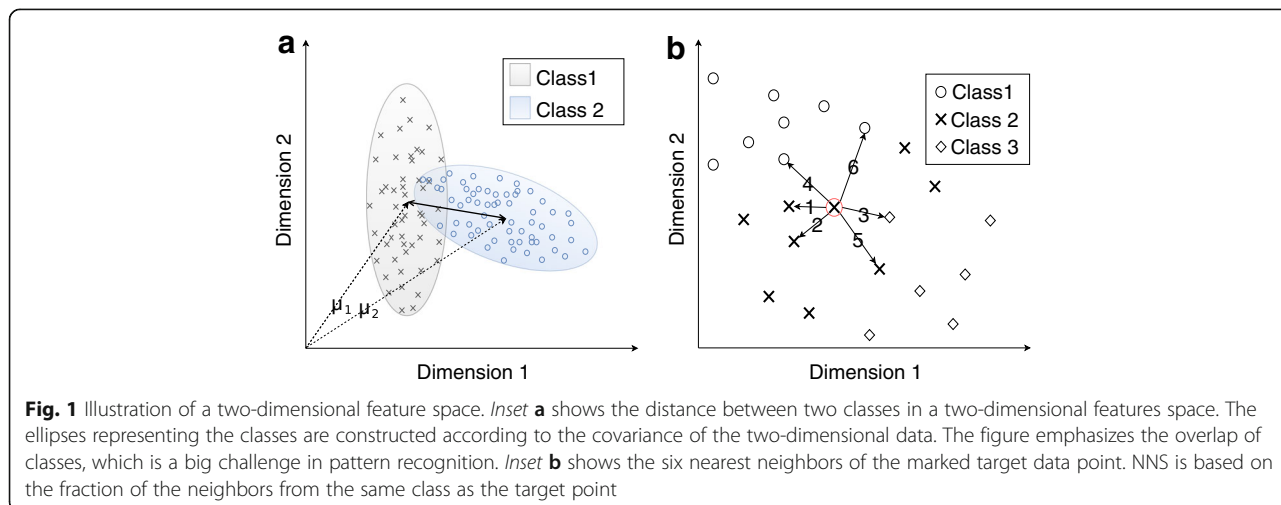 a
Class1
Class 2
Dimension 2
μ1 μ2
Dimension 1
b
Class1
Class 2
Class 3
Dimension 2
6
4
1
3
2
5
Dimension 1
Fig. 1 Illustration of a two-dimensional feature space. Inset a shows the distance between two classes in a two-dimensional features space. The
ellipses representing the classes are constructed according to the covariance of the two-dimensional data. The figure emphasizes the overlap of
classes, which is a big challenge in pattern recognition. Inset b shows the six nearest neighbors of the marked target data point. NNS is based on
the fraction of the neighbors from the same class as the target point